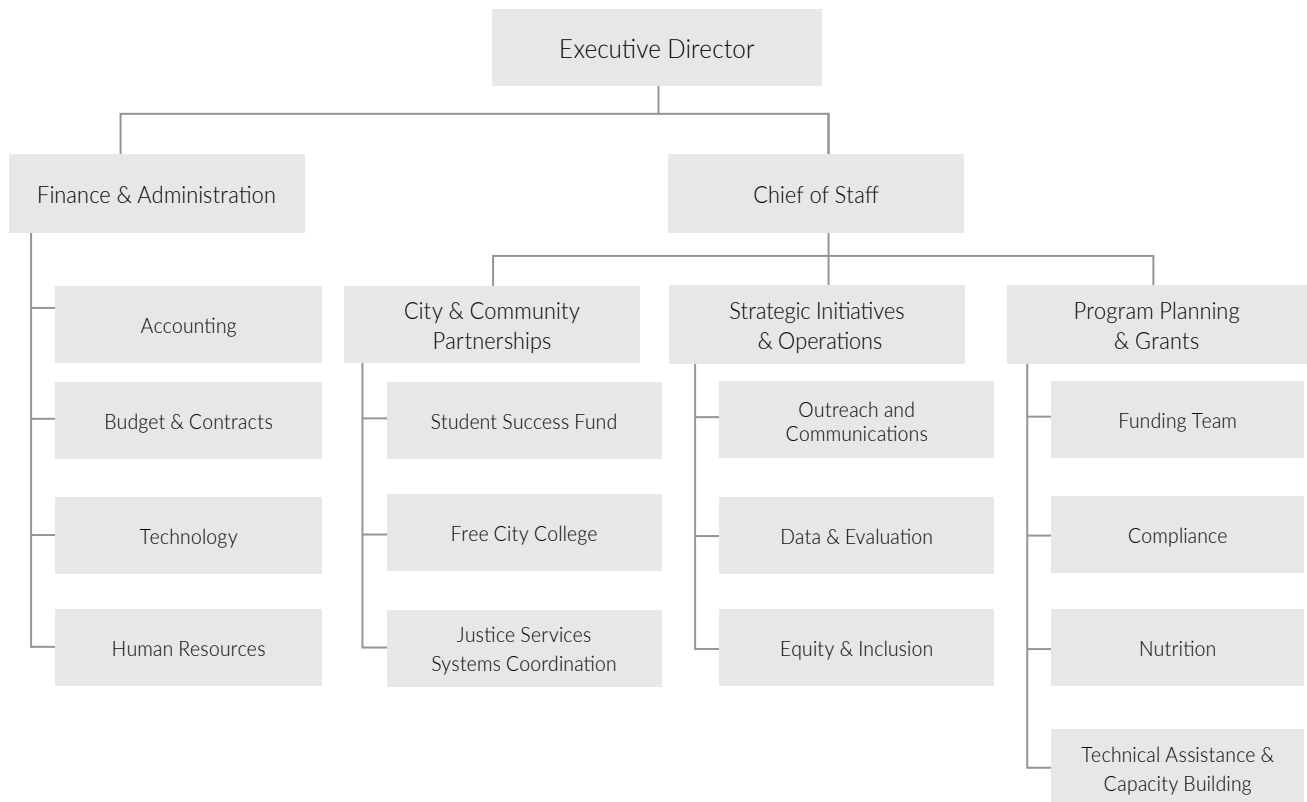 Executive Director
Finance & Administration
Chief of Staff
Accounting
Budget & Contracts
Technology
Human Resources
City & Community
Partnerships
Student Success Fund
Free City College
Justice Services
Systems Coordination
Strategic Initiatives
& Operations
Outreach and
Communications
Data & Evaluation
Equity & Inclusion
Program Planning
& Grants
Funding Team
Compliance
Nutrition
Technical Assistance &
Capacity Building